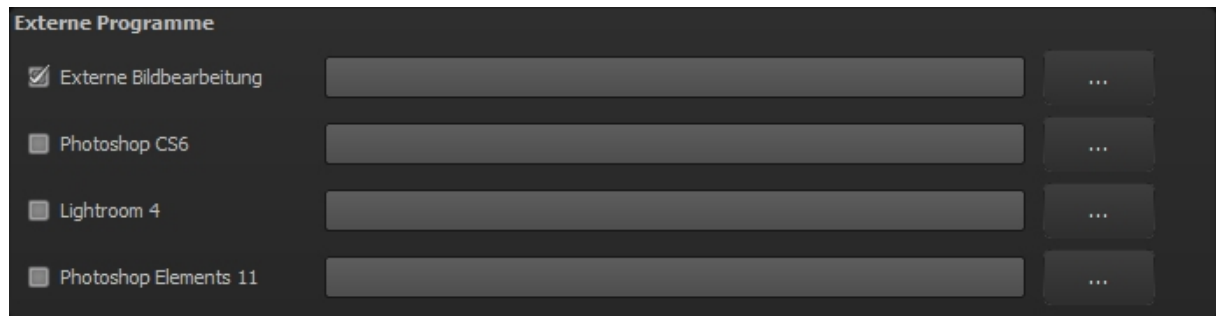 Externe Programme
Externe Bildbearbeitung ...
Photoshop CS6 ...
Lightroom 4 ...
Photoshop Elements 11 ...